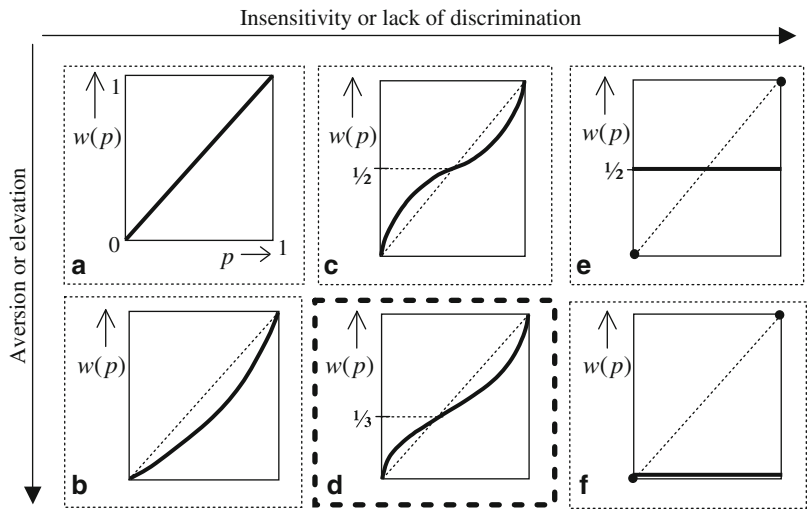 Insensitivity or lack of discrimination
Aversion or elevation
1
w(p)
0
p → 1
a
w(p)
½
c
w(p)
½
e
w(p)
b
w(p)
⅓
d
w(p)
f